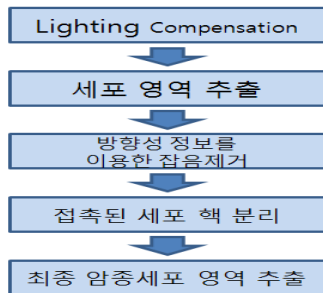 Lighting Compensation
세포 영역 추출
방향성 정보를
이용한 잡음제거
접촉된 세포 핵 분리
최종 암종세포 영역 추출